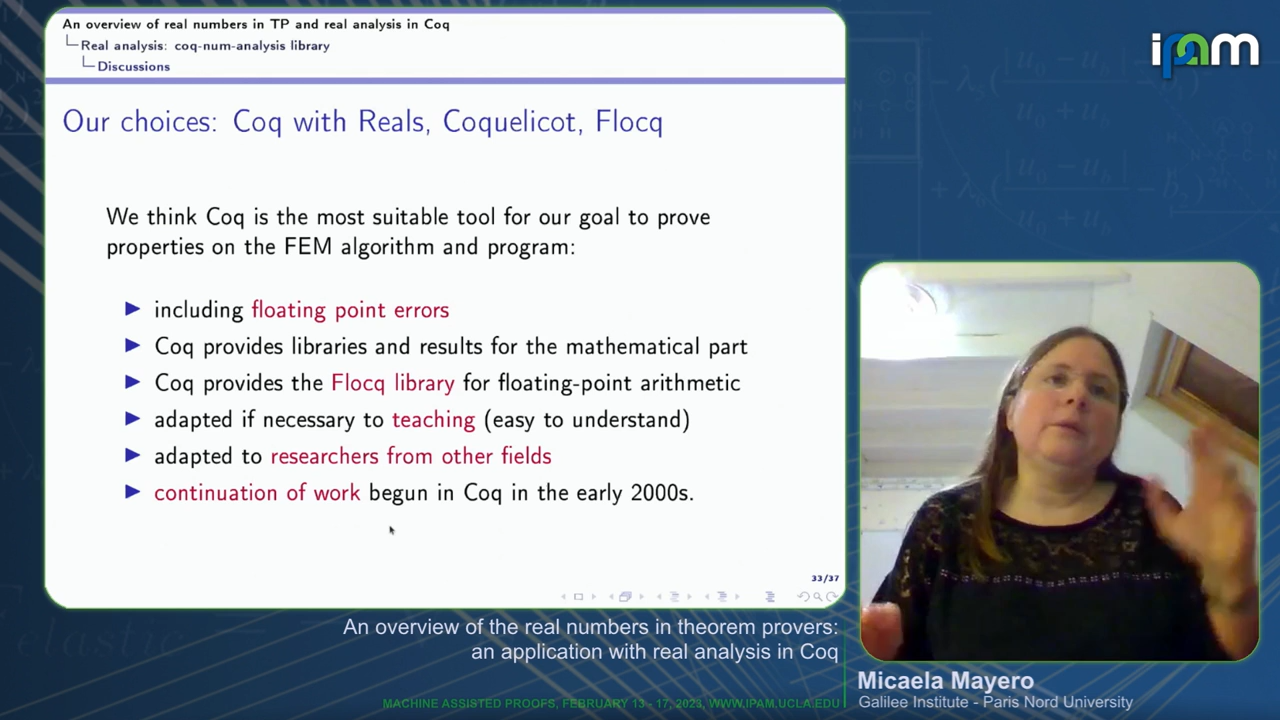 An overview of real numbers in TP and real analysis in Coq
Real analysis: coq-num-analysis library
Discussions
ipam
Our choices: Coq with Reals, Coquelicot, Flocq
We think Coq is the most suitable tool for our goal to prove
properties on the FEM algorithm and program:
including floating point errors
Coq provides libraries and results for the mathematical part
Coq provides the Flocq library for floating-point arithmetic
adapted if necessary to teaching (easy to understand)
adapted to researchers from other fields
continuation of work begun in Coq in the early 2000s.
33/37
An overview of the real numbers in theorem provers:
an application with real analysis in Coq
Micaela Mayero
Galilee Institute - Paris Nord University
MACHINE ASSISTED PROOFS, FEBRUARY 13 - 17, 2023, WWW.IPAM.UCLA.EDU
elastic